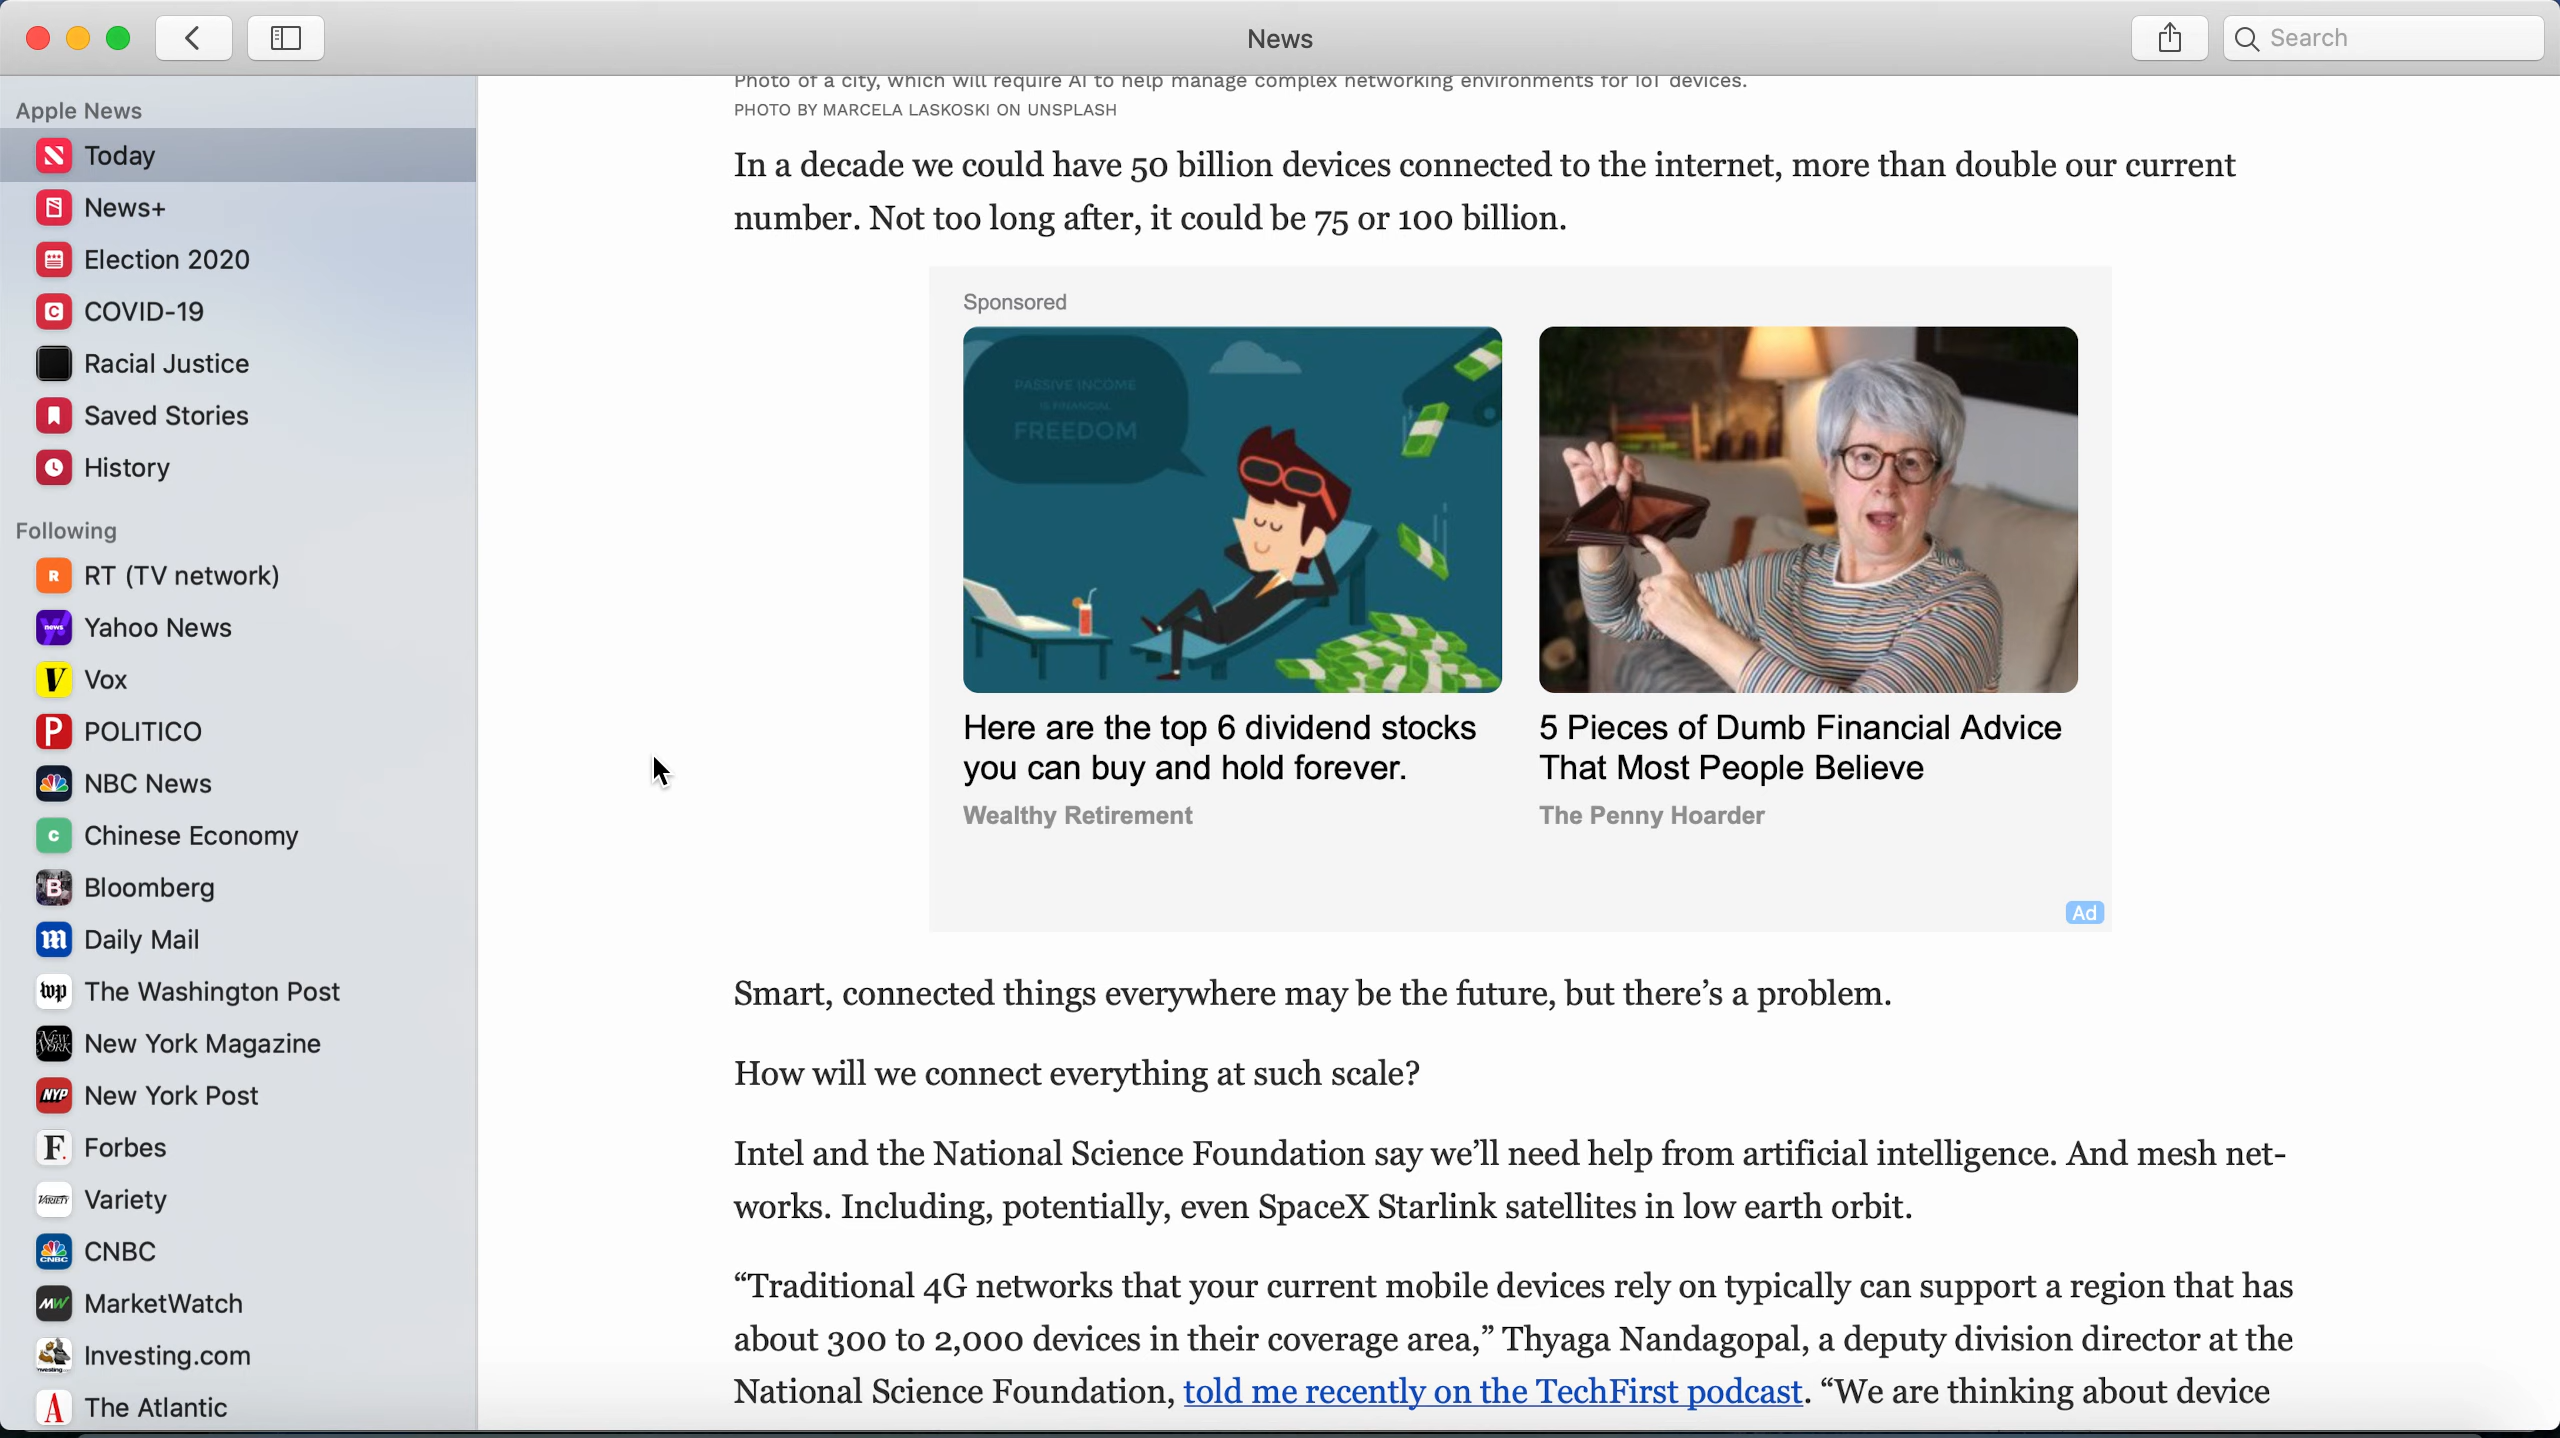 News
Search
Apple News
Today
News+
Election 2020
COVID-19
Racial Justice
Saved Stories
History
Following
RT (TV network)
Yahoo News
Vox
POLITICO
NBC News
Chinese Economy
Bloomberg
Daily Mail
The Washington Post
New York Magazine
New York Post
Forbes
Variety
CNBC
MarketWatch
Investing.com
The Atlantic
Photo of a city, which will require AI to help manage complex networking environments for IoT devices.
PHOTO BY MARCELA LASKOSKI ON UNSPLASH
In a decade we could have 50 billion devices connected to the internet, more than double our current
number. Not too long after, it could be 75 or 100 billion.
Sponsored
PASSIVE INCOME
IS FINANCIAL
FREEDOM
Here are the top 6 dividend stocks
you can buy and hold forever.
Wealthy Retirement
5 Pieces of Dumb Financial Advice
That Most People Believe
The Penny Hoarder
Ad
Smart, connected things everywhere may be the future, but there’s a problem.
How will we connect everything at such scale?
Intel and the National Science Foundation say we’ll need help from artificial intelligence. And mesh net-
works. Including, potentially, even SpaceX Starlink satellites in low earth orbit.
“Traditional 4G networks that your current mobile devices rely on typically can support a region that has
about 300 to 2,000 devices in their coverage area,” Thyaga Nandagopal, a deputy division director at the
National Science Foundation, told me recently on the TechFirst podcast. “We are thinking about device